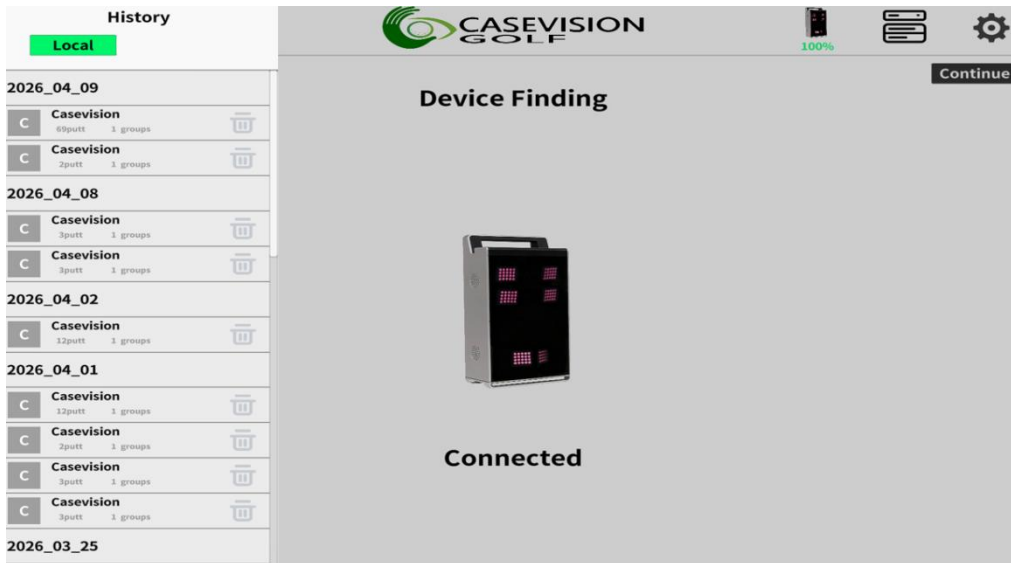 History
Local
2026_04_09
C
Casevision
69putt 1 groups
C
Casevision
2putt 1 groups
2026_04_08
C
Casevision
3putt 1 groups
C
Casevision
3putt 1 groups
2026_04_02
C
Casevision
12putt 1 groups
2026_04_01
C
Casevision
12putt 1 groups
C
Casevision
2putt 1 groups
C
Casevision
3putt 1 groups
C
Casevision
3putt 1 groups
2026_03_25
CASEVISION
GOLF
100%
Continue
Device Finding
Connected